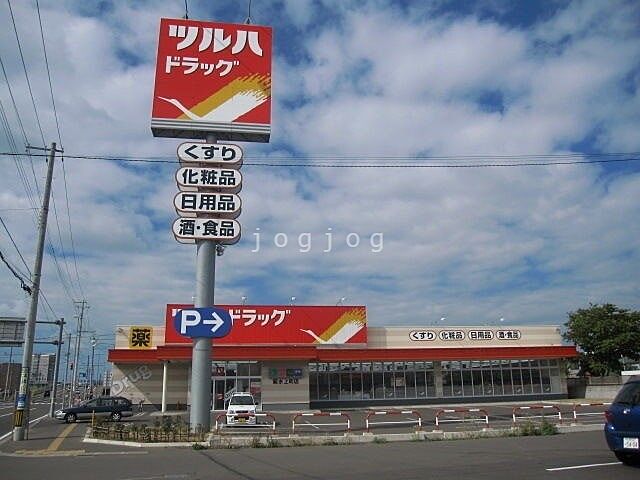 ツルハ
ドラッグ
くすり
化粧品
日用品
酒・食品
jogjog
P→
ドラッグ
薬
くすり 化粧品 日用品 酒・食品
Drug